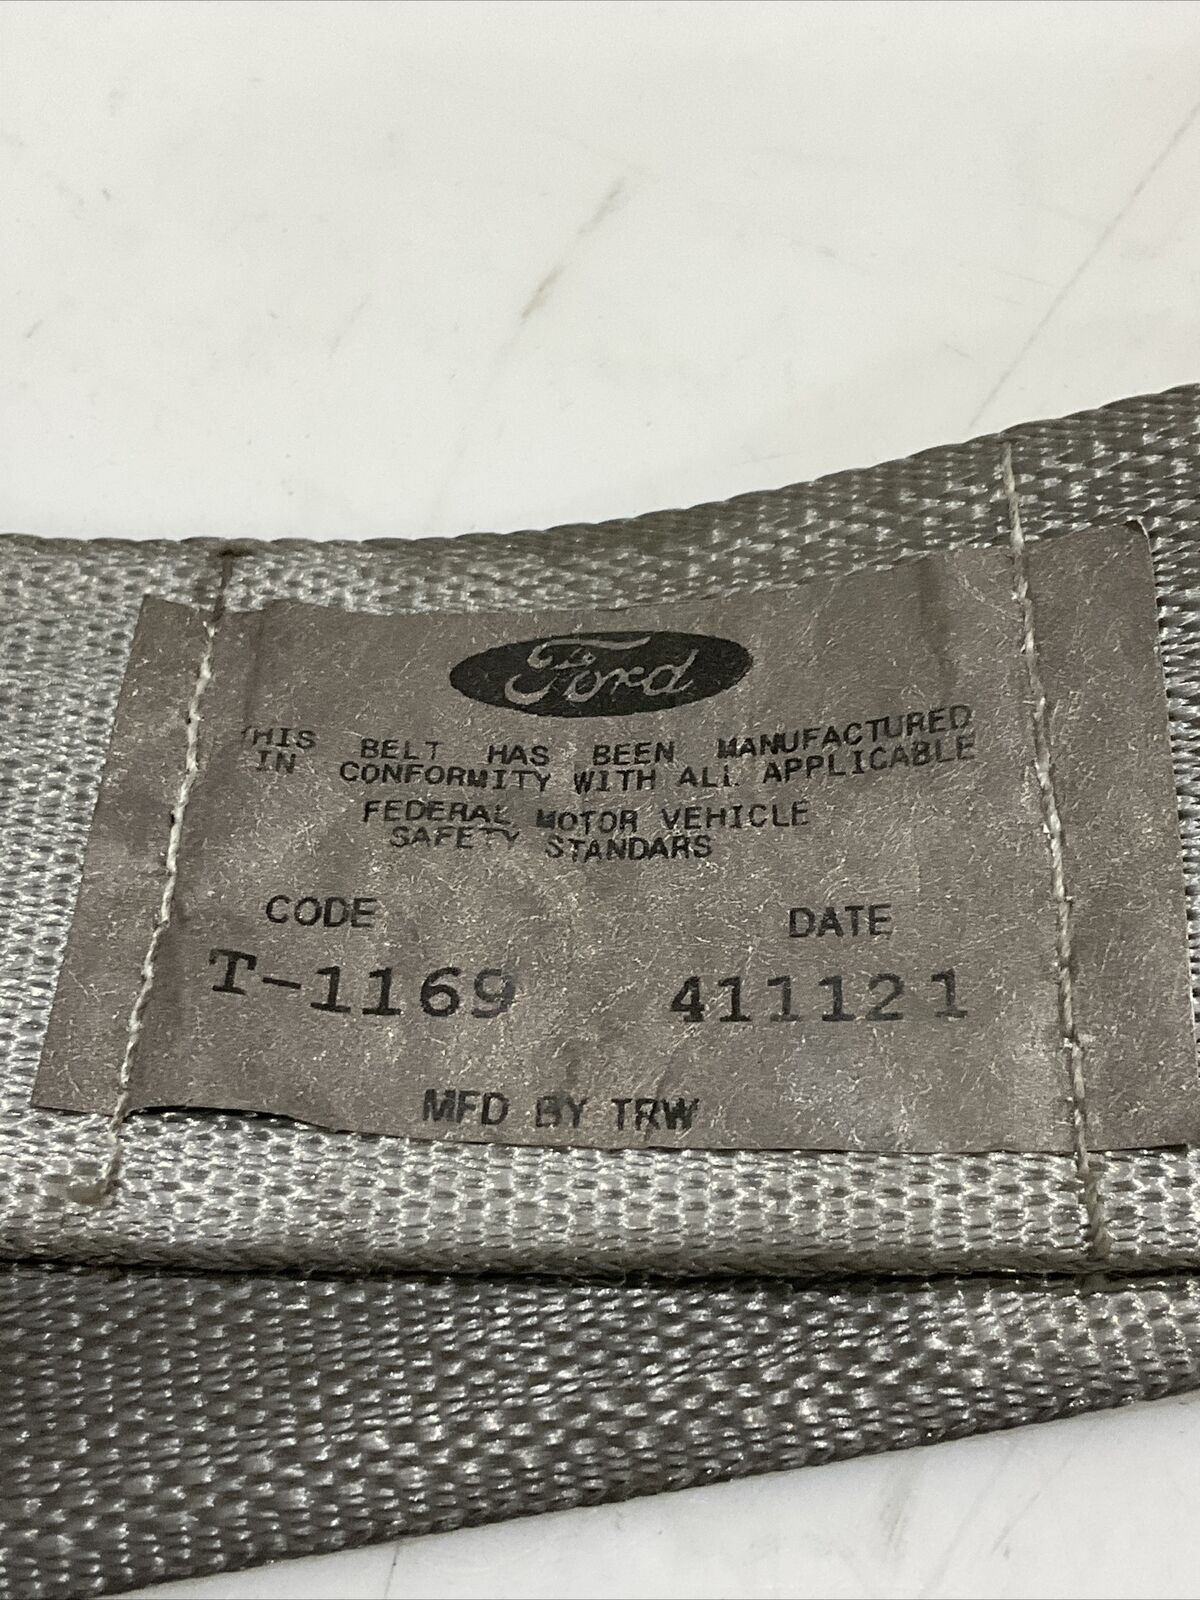 Ford
THIS BELT HAS BEEN MANUFACTURED
IN CONFORMITY WITH ALL APPLICABLE
FEDERAL MOTOR VEHICLE
SAFETY STANDARS
CODE DATE
T-1169 411121
MFD BY TRW